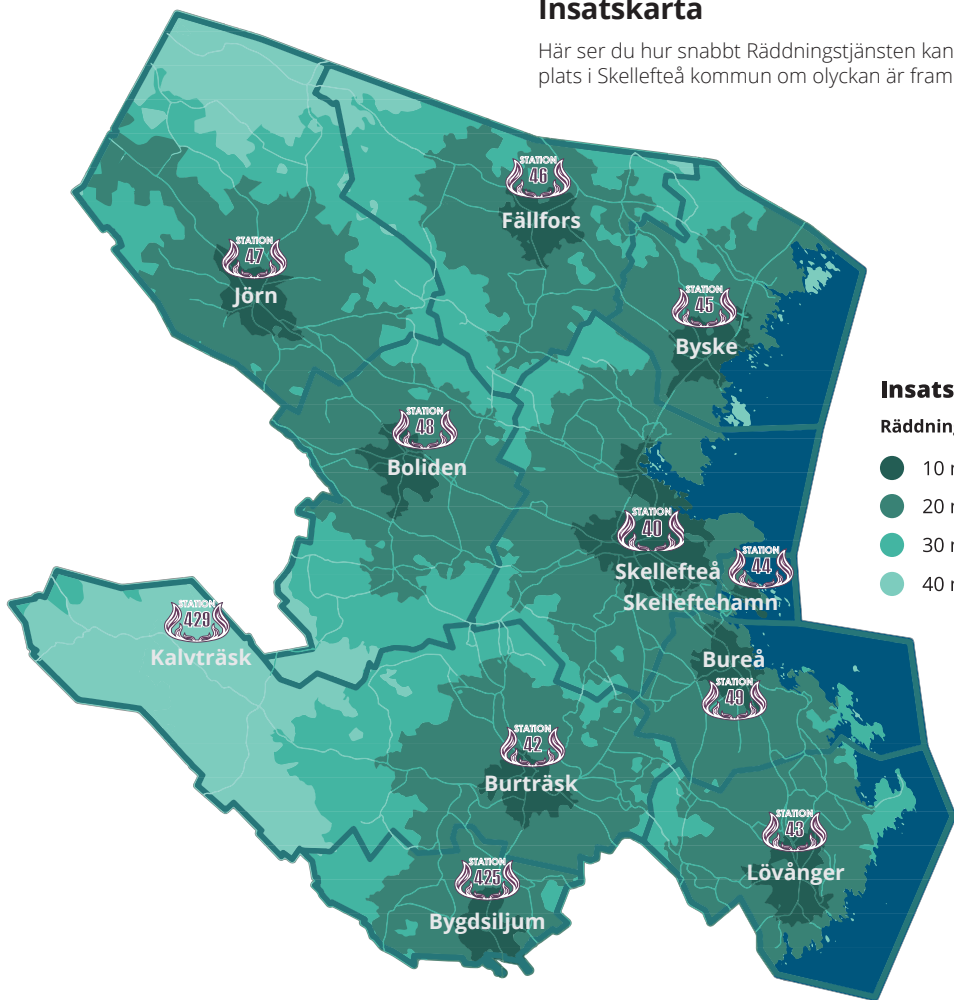 Insatskarta
Här ser du hur snabbt Räddningstjänsten kan
plats i Skellefteå kommun om olyckan är fram
STATION
46
Fällfors
STATION
47
Jörn
STATION
45
Byske
Insats
Räddning
10 m
20 m
30 m
40 m
STATION
48
Boliden
STATION
40
Skellefteå
STATION
44
Skelleftehamn
STATION
429
Kalvträsk
Bureå
STATION
49
STATION
42
Burträsk
STATION
43
Lövånger
STATION
425
Bygdsiljum